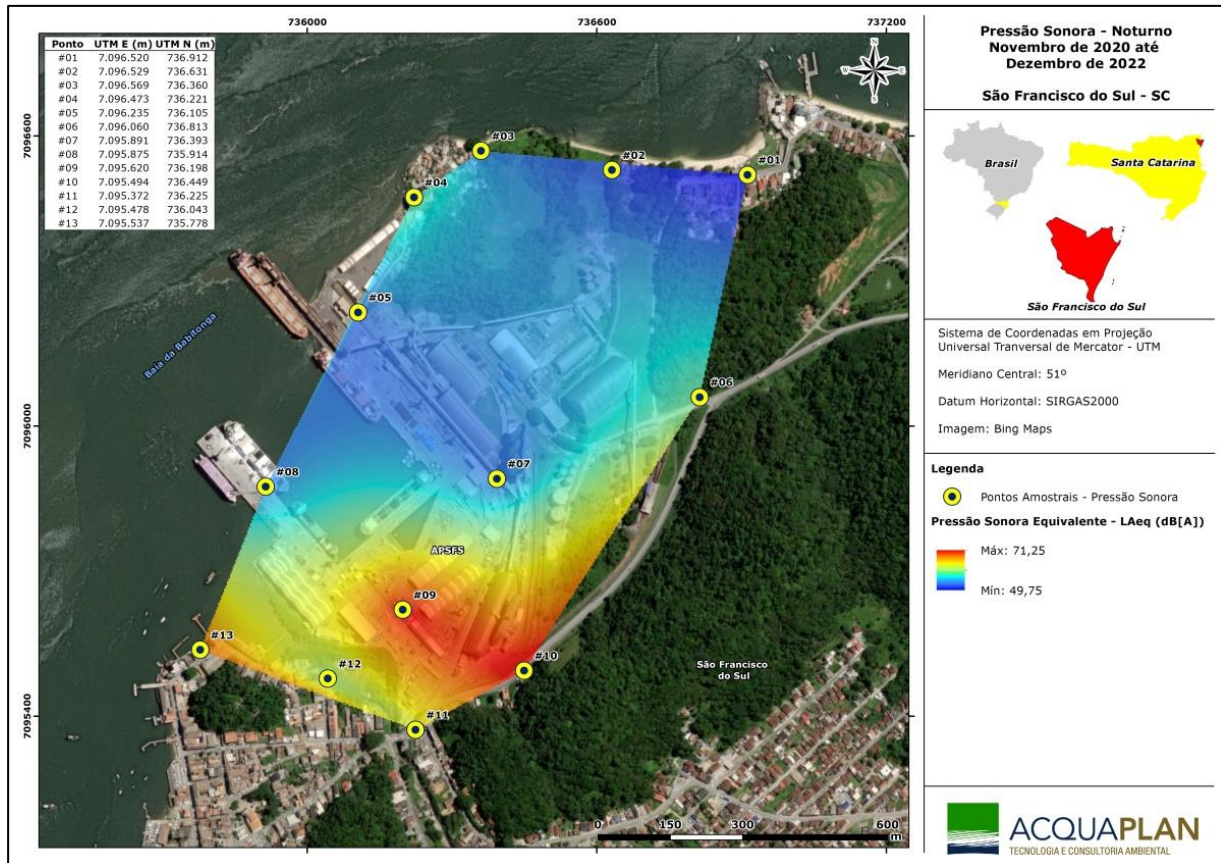 736000 736600 737200
Ponto UTM E (m) UTM N (m)
#01 7.096.520 736.912
#02 7.096.529 736.631
#03 7.096.569 736.360
#04 7.096.473 736.221
#05 7.096.235 736.105
#06 7.096.060 736.813
#07 7.095.891 736.393
#08 7.095.875 735.914
#09 7.095.620 736.198
#10 7.095.494 736.449
#11 7.095.372 736.225
#12 7.095.478 736.043
#13 7.095.537 735.778
N
W E
S
7096600
7096000
7095400
#03
#02
#01
#04
#05
#06
#07
#08
#09
#10
#13
#12
#11
Baia da Babitonga
APSFS
São Francisco
do Sul
0 150 300 600
m
Pressão Sonora - Noturno
Novembro de 2020 até
Dezembro de 2022
São Francisco do Sul - SC
Brasil
Santa Catarina
São Francisco do Sul
Sistema de Coordenadas em Projeção
Universal Tranversal de Mercator - UTM
Meridiano Central: 51º
Datum Horizontal: SIRGAS2000
Imagem: Bing Maps
Legenda
Pontos Amostrais - Pressão Sonora
Pressão Sonora Equivalente - LAeq (dB[A])
Máx: 71,25
Mín: 49,75
ACQUAPLAN
TECNOLOGIA E CONSULTORIA AMBIENTAL